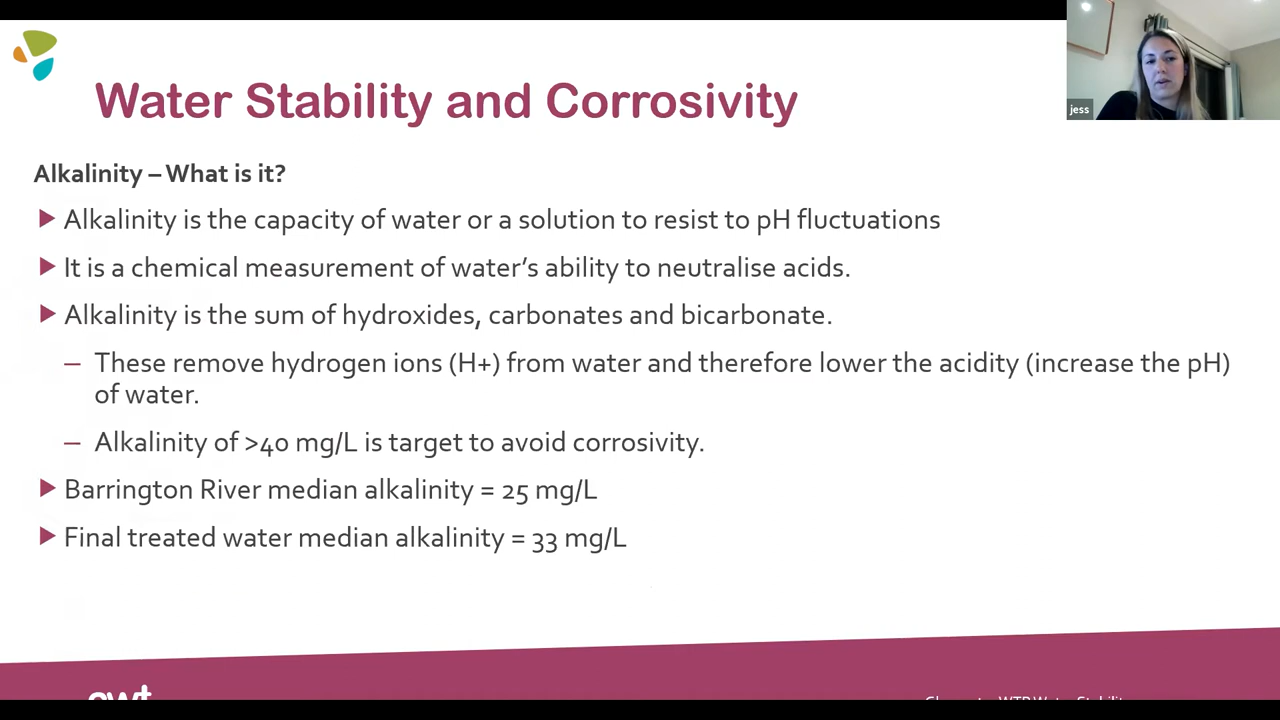 Water Stability and Corrosivity
jess
Alkalinity – What is it?
Alkalinity is the capacity of water or a solution to resist to pH fluctuations
It is a chemical measurement of water's ability to neutralise acids.
Alkalinity is the sum of hydroxides, carbonates and bicarbonate.
– These remove hydrogen ions (H+) from water and therefore lower the acidity (increase the pH)
of water.
– Alkalinity of >40 mg/L is target to avoid corrosivity.
Barrington River median alkalinity = 25 mg/L
Final treated water median alkalinity = 33 mg/L